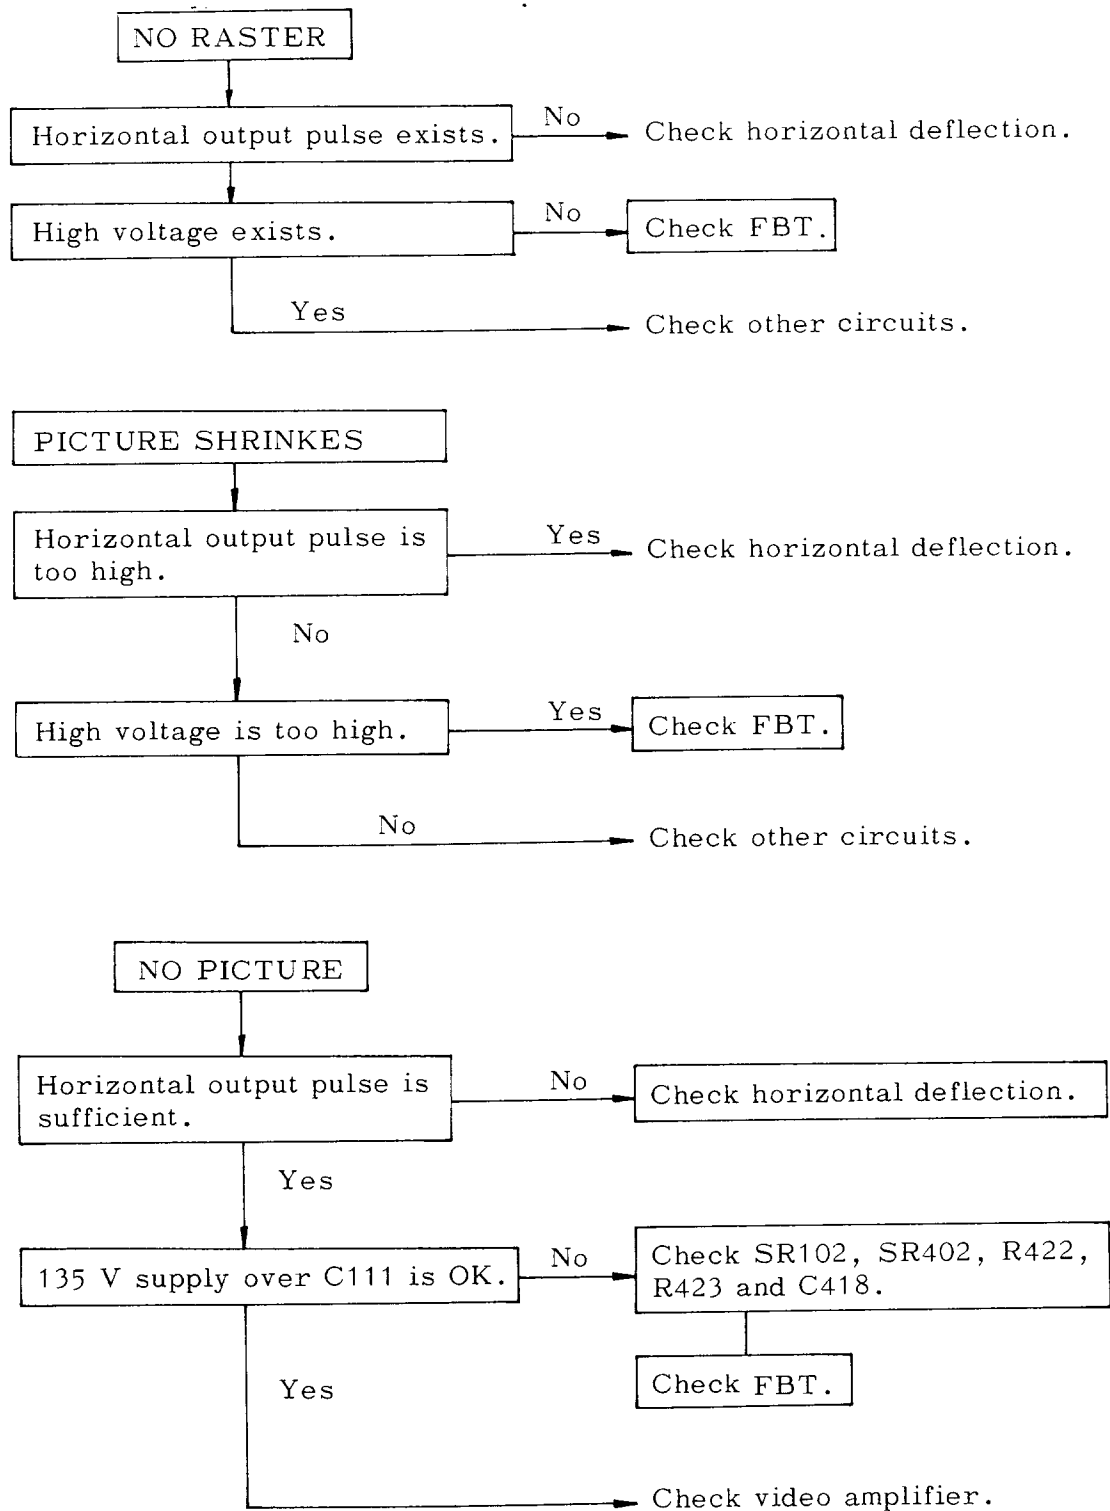 NO RASTER
Horizontal output pulse exists.
No
Check horizontal deflection.
High voltage exists.
No
Check FBT.
Yes
Check other circuits.
PICTURE SHRINKES
Horizontal output pulse is
too high.
Yes
Check horizontal deflection.
No
High voltage is too high.
Yes
Check FBT.
No
Check other circuits.
NO PICTURE
Horizontal output pulse is
sufficient.
No
Check horizontal deflection.
Yes
135 V supply over C111 is OK.
No
Check SR102, SR402, R422,
R423 and C418.
Check FBT.
Yes
Check video amplifier.